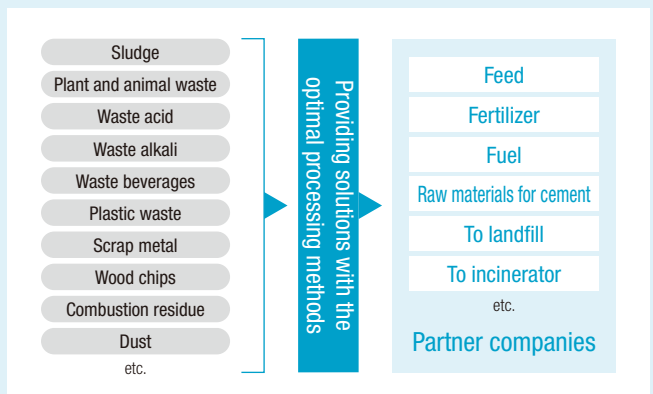 Sludge
Plant and animal waste
Waste acid
Waste alkali
Waste beverages
Plastic waste
Scrap metal
Wood chips
Combustion residue
Dust
etc.
Providing solutions with the
optimal processing methods
Feed
Fertilizer
Fuel
Raw materials for cement
To landfill
To incinerator
etc.
Partner companies